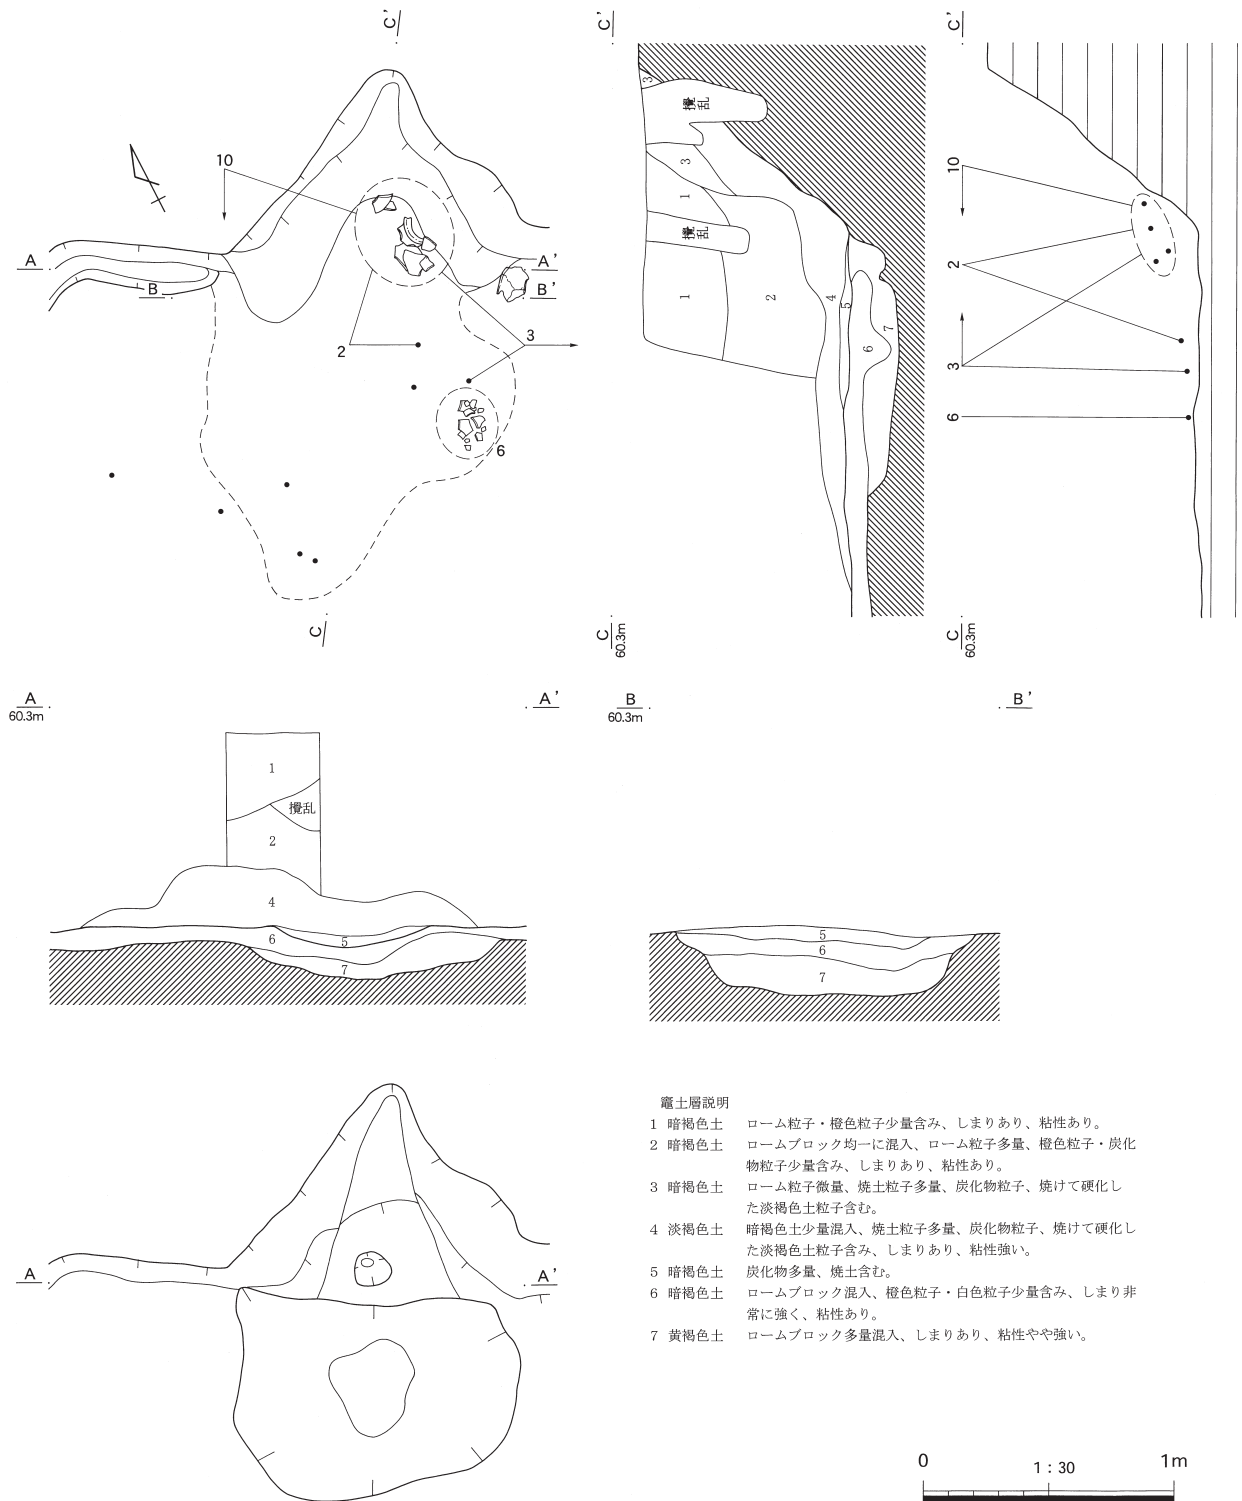 C'
10
A
A'
B
B'
2
3
6
C
C'
3
攪乱
3
1
攪乱
1
2
4
5
6
7
C
60.3m
C'
10
2
3
6
C
60.3m
A
60.3m
A'
1
攪乱
2
4
6
5
7
B
60.3m
B'
5
6
7
A
A'
竈土層説明
1 暗褐色土 ローム粒子・橙色粒子少量含み、しまりあり、粘性あり。
2 暗褐色土 ロームブロック均一に混入、ローム粒子多量、橙色粒子・炭化
物粒子少量含み、しまりあり、粘性あり。
3 暗褐色土 ローム粒子微量、焼土粒子多量、炭化物粒子、焼けて硬化し
た淡褐色土粒子含む。
4 淡褐色土 暗褐色土少量混入、焼土粒子多量、炭化物粒子、焼けて硬化し
た淡褐色土粒子含み、しまりあり、粘性強い。
5 暗褐色土 炭化物多量、焼土含む。
6 暗褐色土 ロームブロック混入、橙色粒子・白色粒子少量含み、しまり非
常に強く、粘性あり。
7 黄褐色土 ロームブロック多量混入、しまりあり、粘性やや強い。
0
1:30
1m